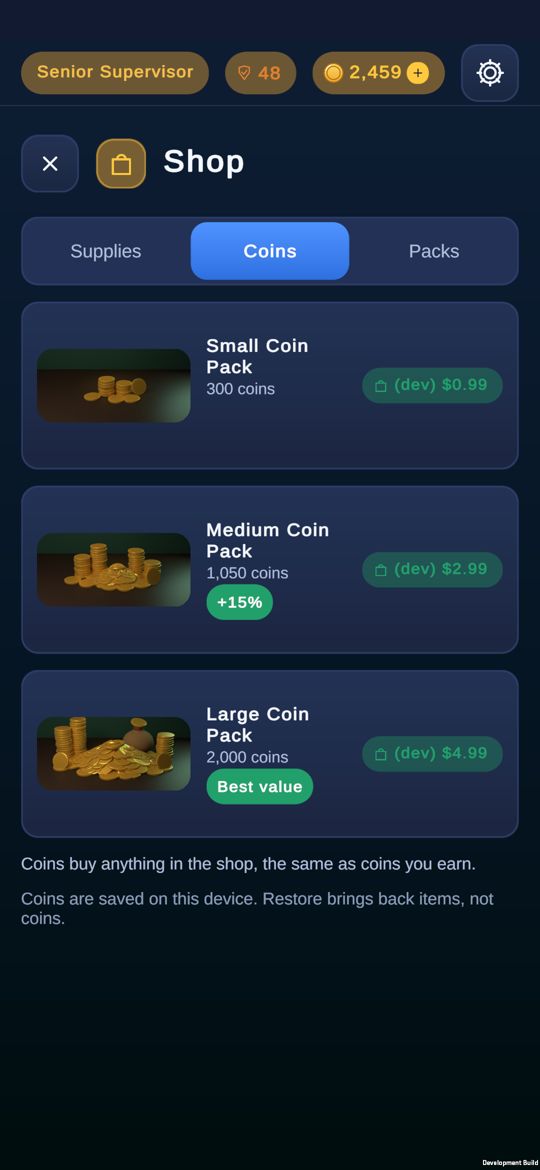 Senior Supervisor
48
2,459
Shop
Supplies
Coins
Packs
Small Coin
Pack
300 coins
(dev) $0.99
Medium Coin
Pack
1,050 coins
+15%
(dev) $2.99
Large Coin
Pack
2,000 coins
Best value
(dev) $4.99
Coins buy anything in the shop, the same as coins you earn.
Coins are saved on this device. Restore brings back items, not
coins.
Development Build